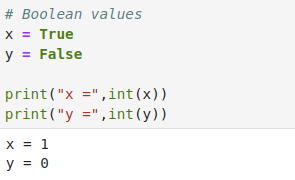 # Boolean values
x = True
y = False
print("x =",int(x))
print("y =",int(y))
x = 1
y = 0